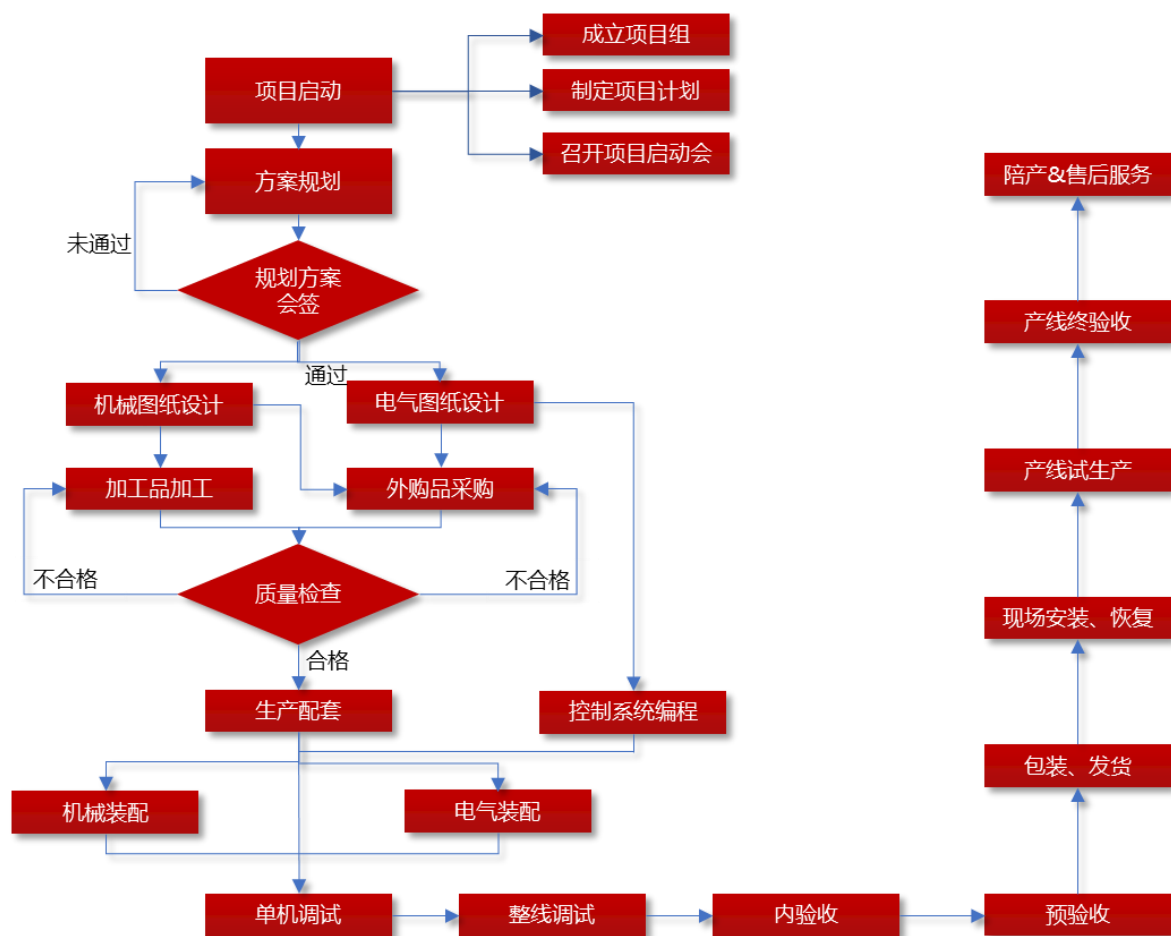 成立项目组
项目启动
制定项目计划
召开项目启动会
方案规划
陪产&售后服务
未通过
规划方案
会签
产线终验收
通过
机械图纸设计
电气图纸设计
产线试生产
加工品加工
外购品采购
不合格
质量检查
不合格
现场安装、恢复
合格
生产配套
控制系统编程
包装、发货
机械装配
电气装配
单机调试
整线调试
内验收
预验收